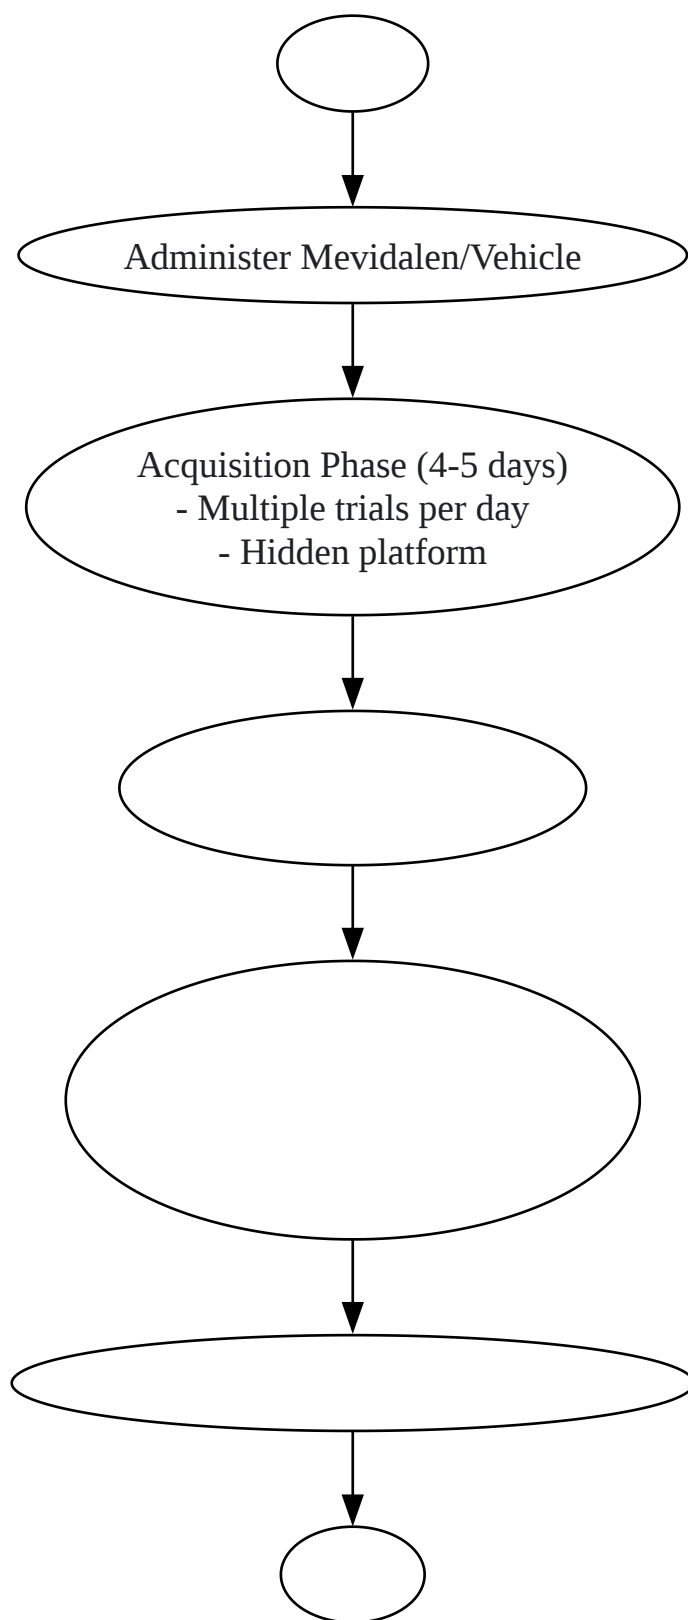 Administer Mevidalen/Vehicle
Acquisition Phase (4-5 days)
- Multiple trials per day
- Hidden platform